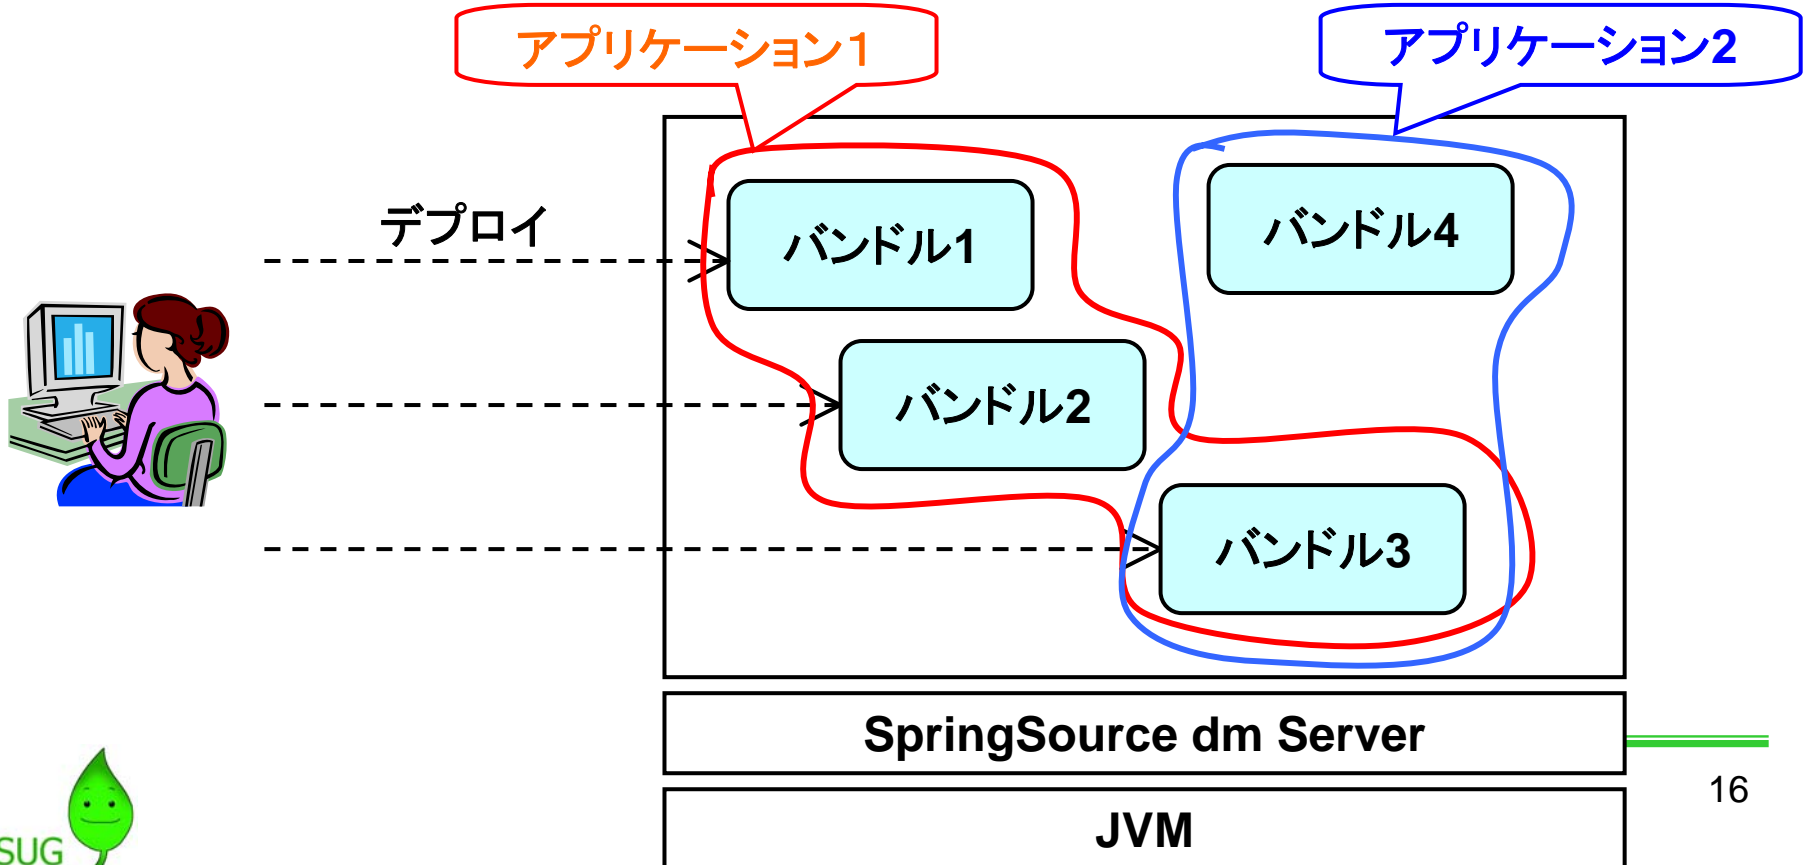 アプリケーション1
アプリケーション2
デプロイ
バンドル1
バンドル4
バンドル2
バンドル3
SpringSource dm Server
16
JVM
SUG